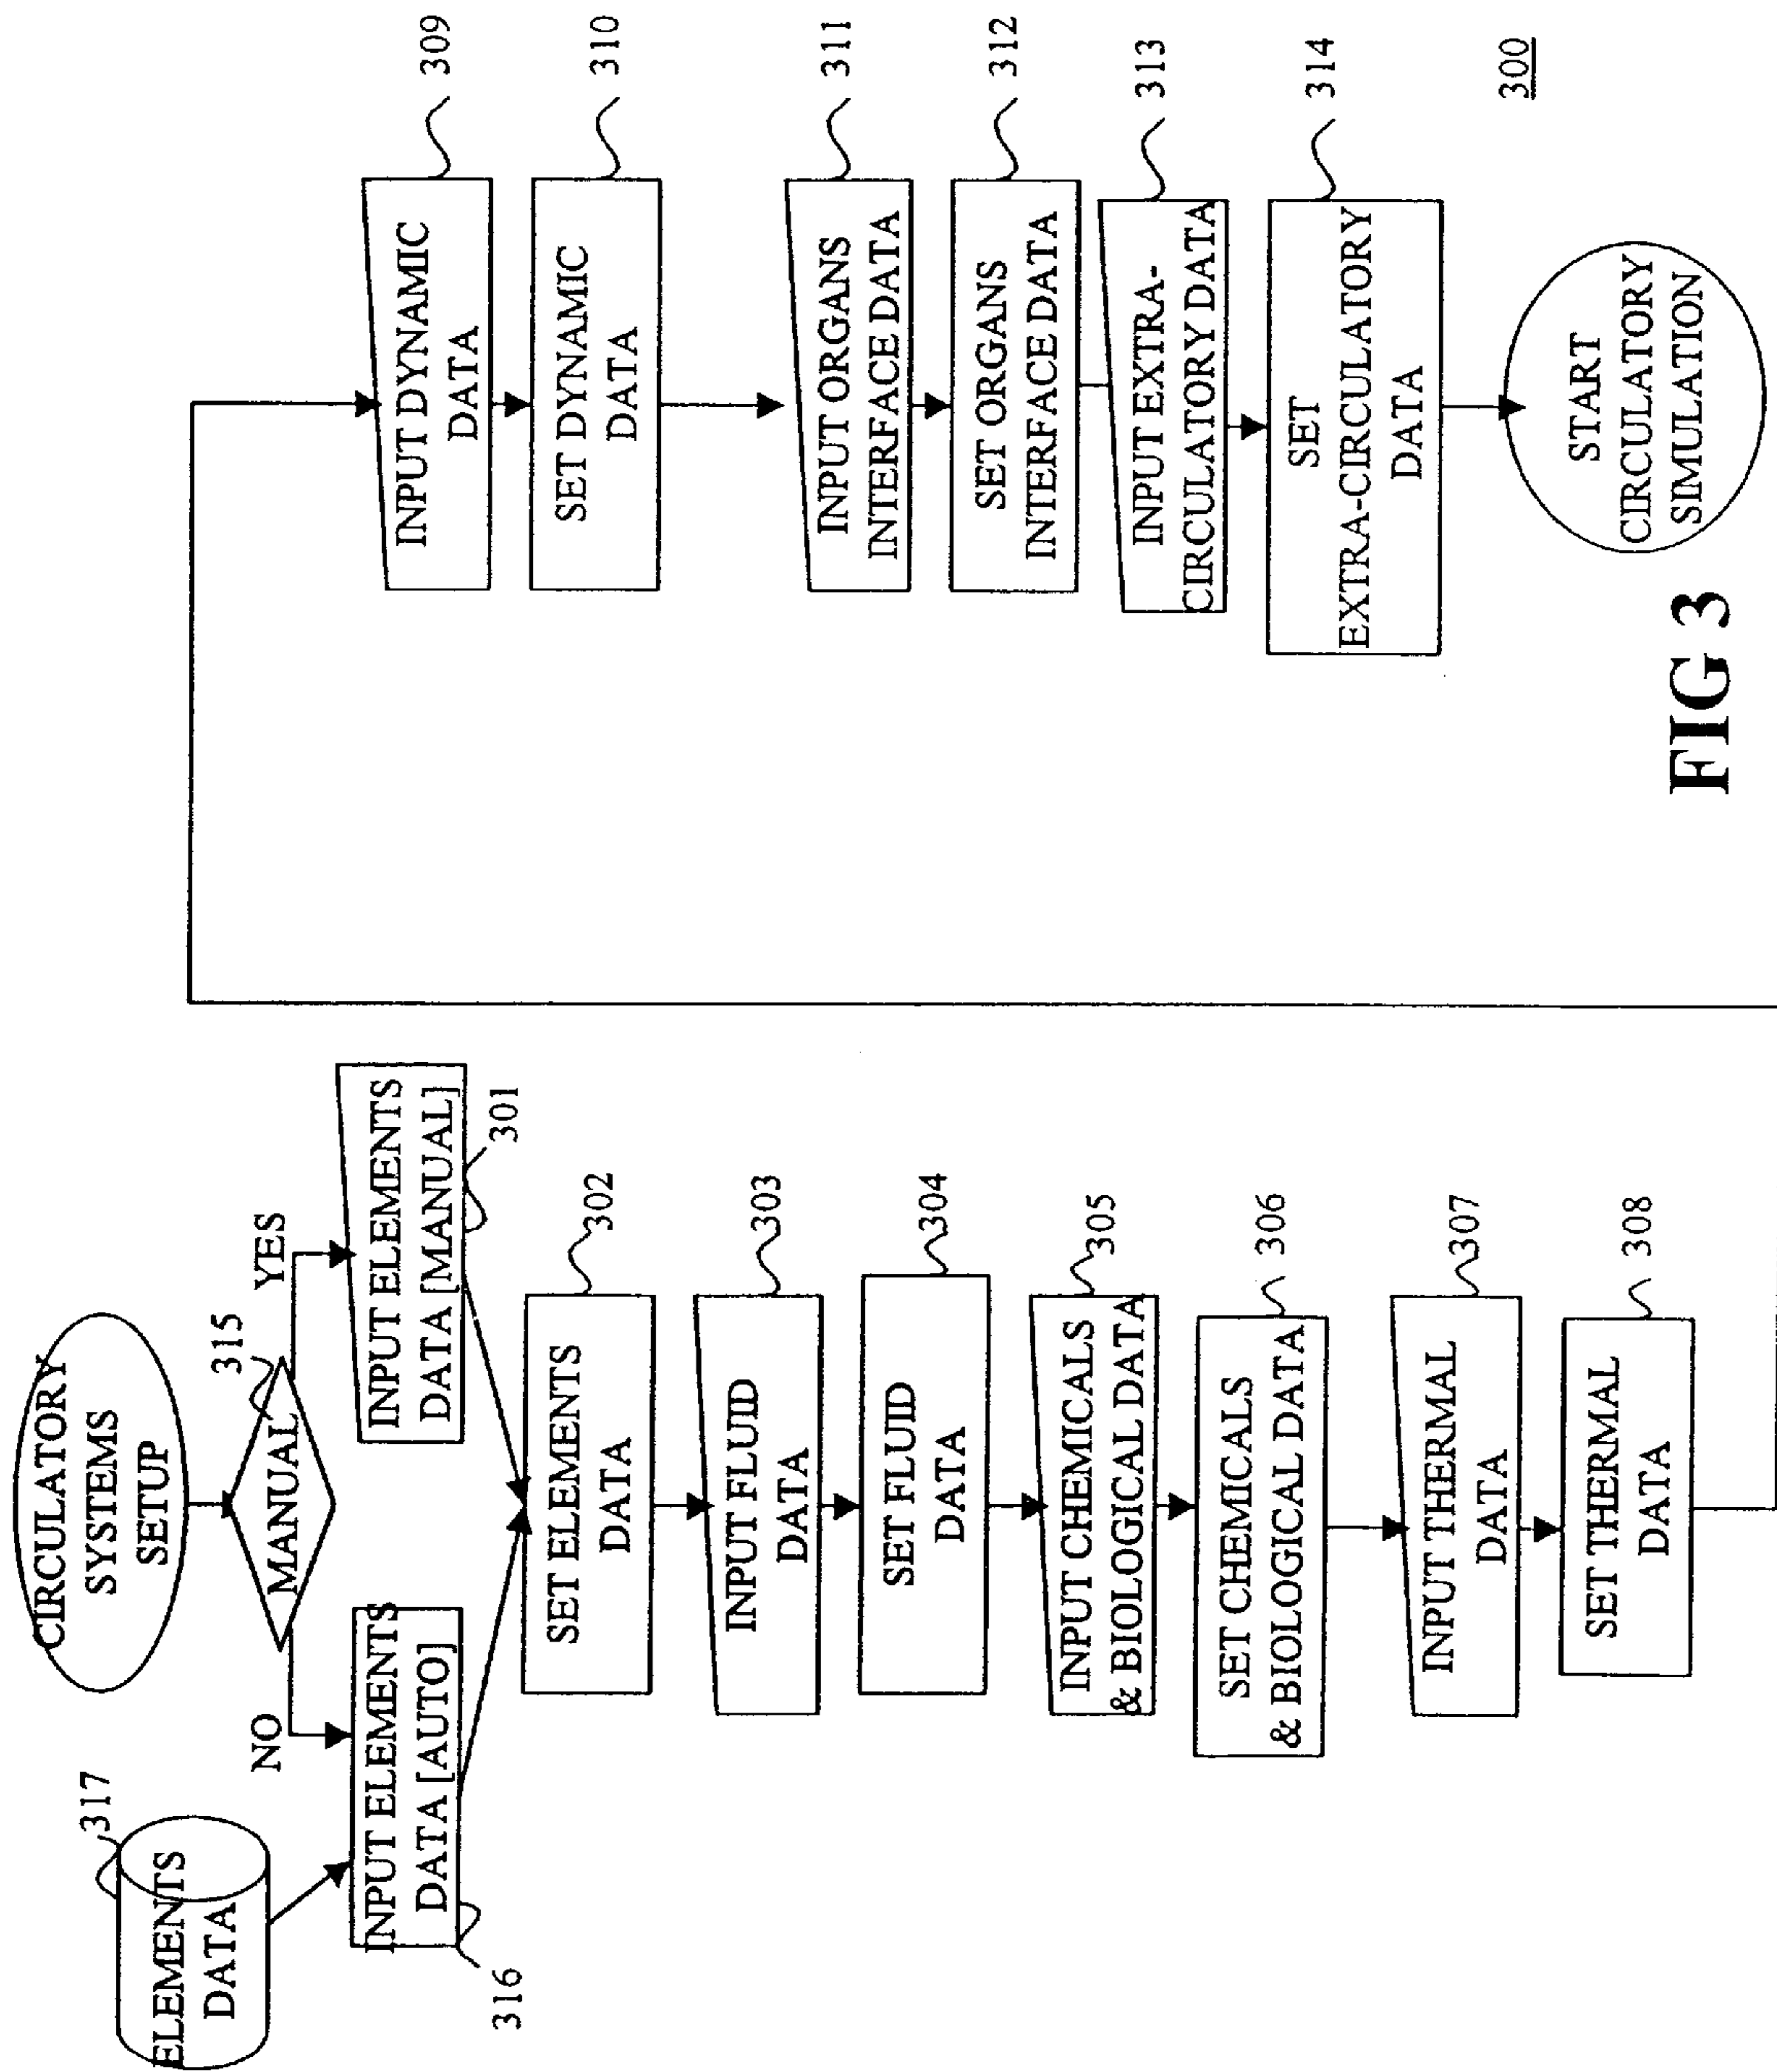 CIRCULATORY
SYSTEMS
SETUP
317
ELEMENTS
DATA
315
MANUAL
NO
YES
INPUT ELEMENTS
DATA [AUTO]
316
INPUT ELEMENTS
DATA [MANUAL]
301
SET ELEMENTS
DATA
302
INPUT FLUID
DATA
303
SET FLUID
DATA
304
INPUT CHEMICALS
& BIOLOGICAL DATA
305
SET CHEMICALS
& BIOLOGICAL DATA
306
INPUT THERMAL
DATA
307
SET THERMAL
DATA
308
INPUT DYNAMIC
DATA
309
SET DYNAMIC
DATA
310
INPUT ORGANS
INTERFACE DATA
311
SET ORGANS
INTERFACE DATA
312
INPUT EXTRA-
CIRCULATORY DATA
313
SET
EXTRA-CIRCULATORY
DATA
314
START
CIRCULATORY
SIMULATION
300
FIG 3